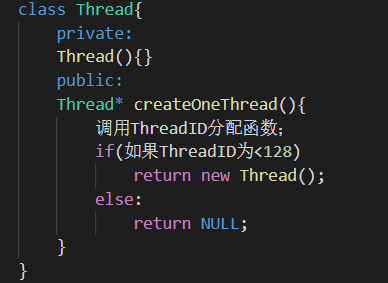 class Thread{
private:
Thread(){}
public:
Thread* createOneThread(){
调用ThreadID分配函数;
if(如果ThreadID为<128)
return new Thread();
else:
return NULL;
}
}